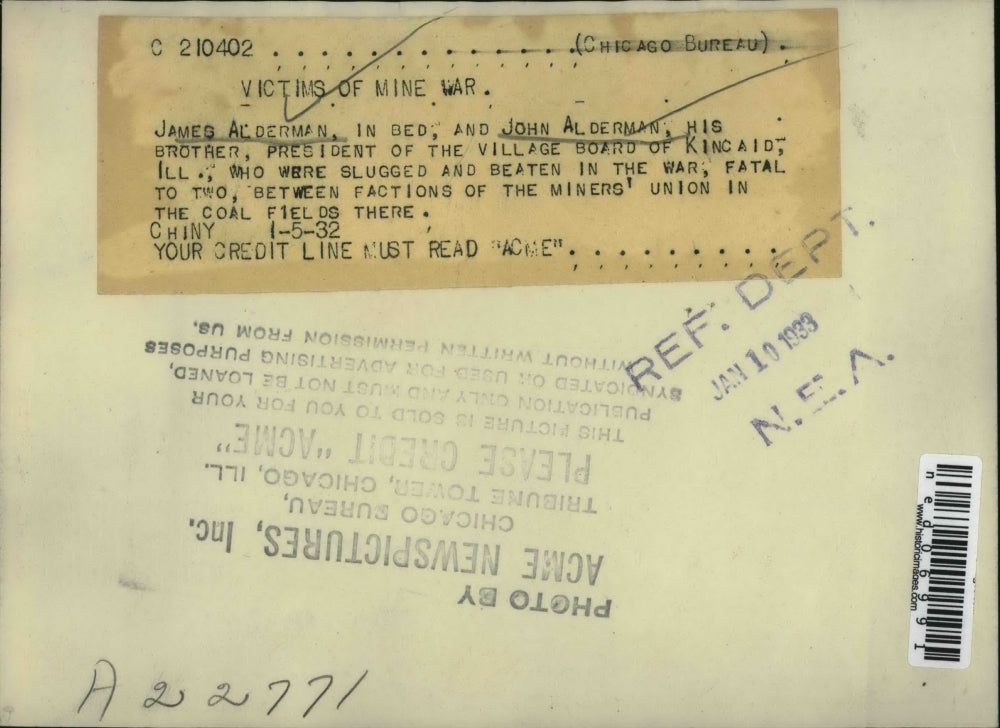 C 210402 . . . . . . . . . . . . . . . . (CHICAGO BUREAU) .
VICTIMS OF MINE WAR.
JAMES ALDERMAN, IN BED, AND JOHN ALDERMAN, HIS
BROTHER, PRESIDENT OF THE VILLAGE BOARD OF KINCAID,
ILL., WHO WERE SLUGGED AND BEATEN IN THE WAR, FATAL
TO TWO, BETWEEN FACTIONS OF THE MINERS' UNION IN
THE COAL FIELDS THERE.
CHINY 1-5-32
YOUR CREDIT LINE MUST READ "ACME". . . . . . . . . .
REF. DEPT.
JAN 10 1933
N.E.A.
PHOTO BY
ACME NEWSPICTURES, Inc.
CHICAGO BUREAU,
TRIBUNE TOWER, CHICAGO, ILL.
PLEASE CREDIT "ACME"
THIS PICTURE IS SOLD TO YOU FOR YOUR
PUBLICATION ONLY AND MUST NOT BE LOANED,
SYNDICATED OR USED FOR ADVERTISING PURPOSES
WITHOUT WRITTEN PERMISSION FROM US.
www.historicimages.com
ned06991
A22771